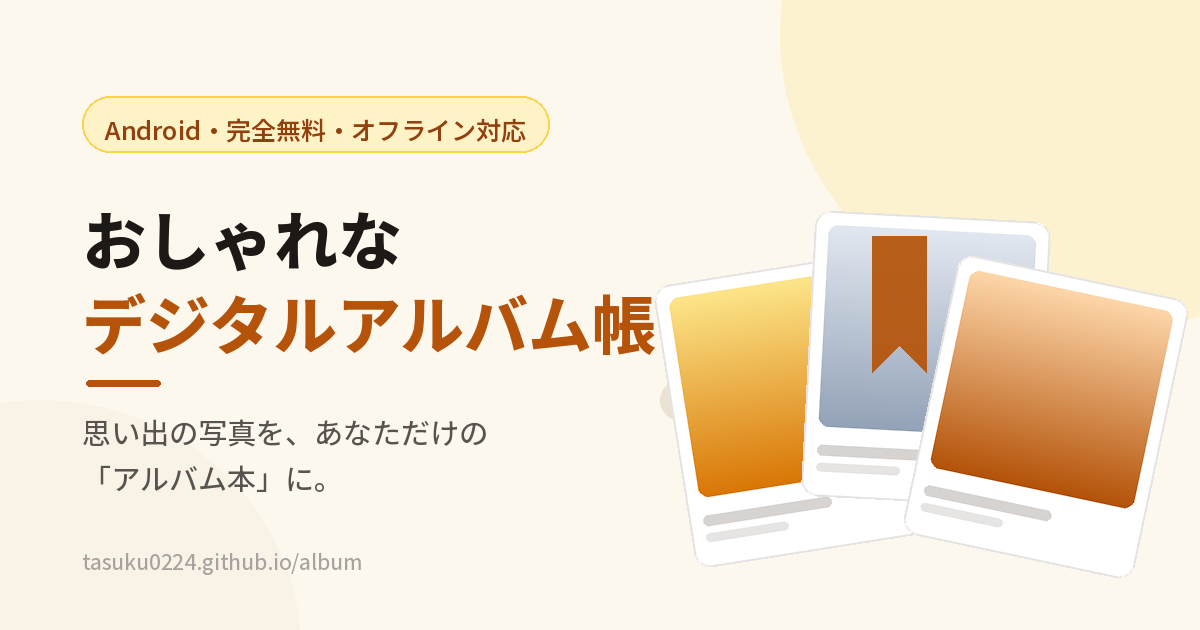 Android・完全無料・オフライン対応
おしゃれな
デジタルアルバム帳
思い出の写真を、あなただけの
「アルバム本」に。
tasuku0224.github.io/album